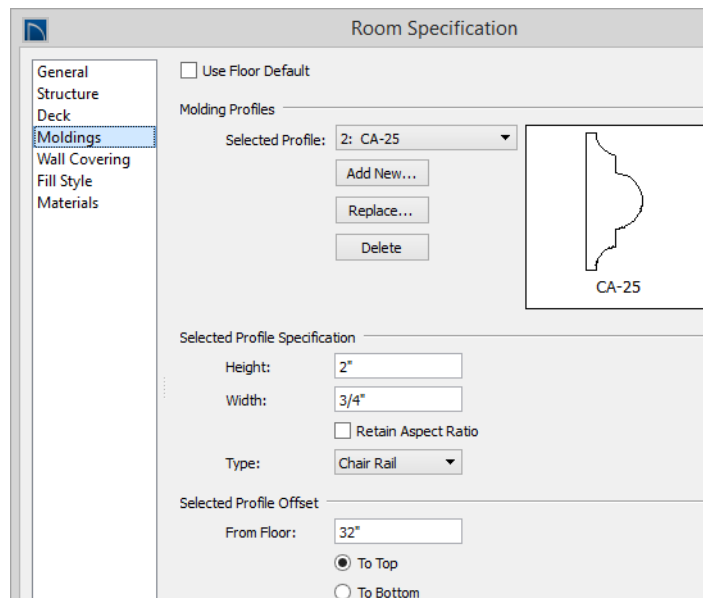 Room Specification
General
Structure
Deck
Moldings
Wall Covering
Fill Style
Materials
Use Floor Default
Molding Profiles
Selected Profile: 2: CA-25
Add New...
Replace...
Delete
CA-25
Selected Profile Specification
Height: 2"
Width: 3/4"
Retain Aspect Ratio
Type: Chair Rail
Selected Profile Offset
From Floor: 32"
To Top
To Bottom